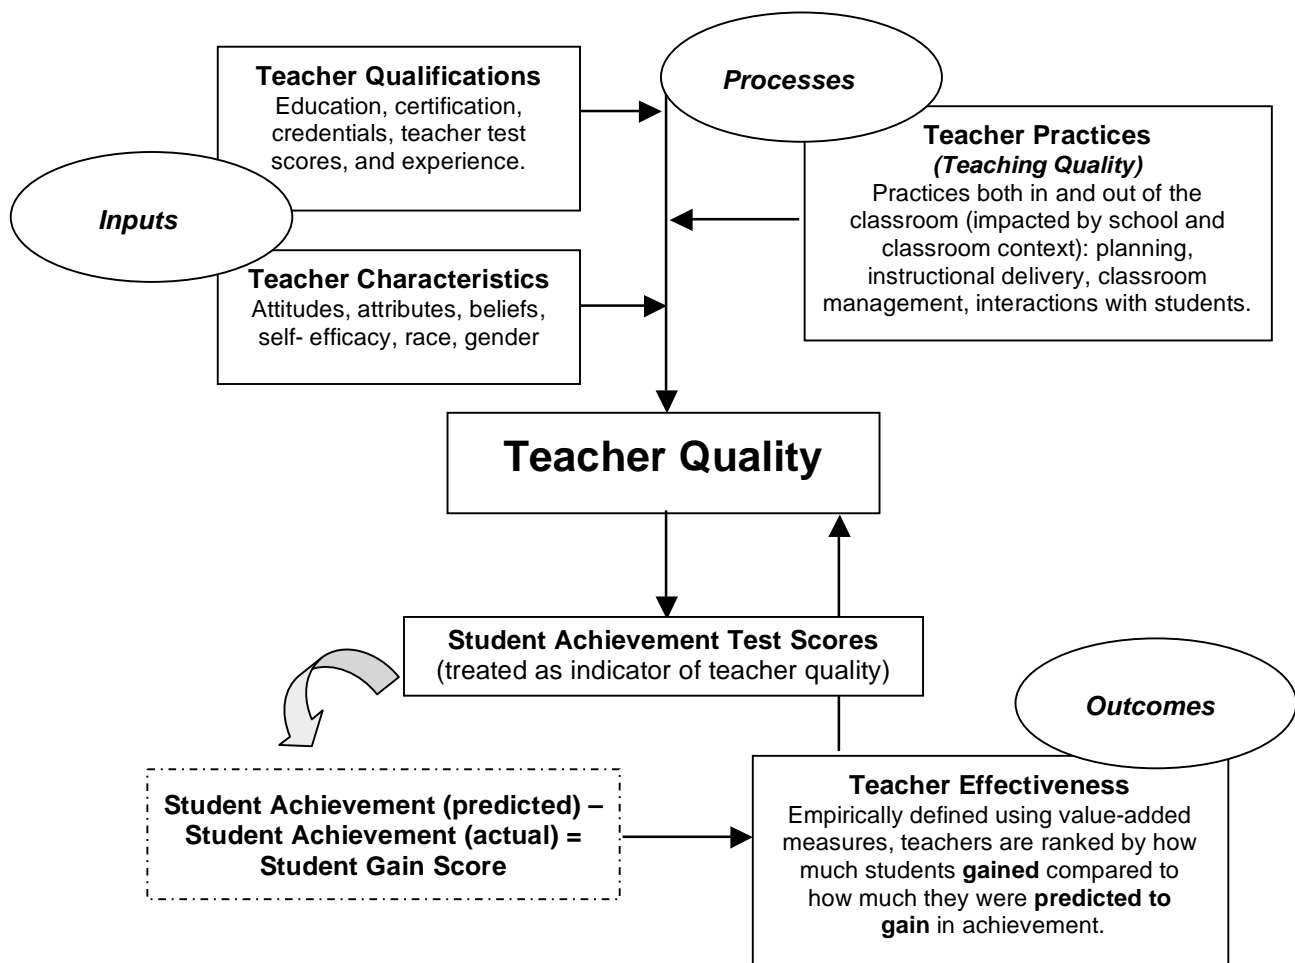 Teacher Qualifications
Education, certification,
credentials, teacher test
scores, and experience.
Processes
Teacher Practices
(Teaching Quality)
Practices both in and out of the
classroom (impacted by school and
classroom context): planning,
instructional delivery, classroom
management, interactions with students.
Inputs
Teacher Characteristics
Attitudes, attributes, beliefs,
self- efficacy, race, gender
Teacher Quality
Student Achievement Test Scores
(treated as indicator of teacher quality)
Outcomes
Student Achievement (predicted) –
Student Achievement (actual) =
Student Gain Score
Teacher Effectiveness
Empirically defined using value-added
measures, teachers are ranked by how
much students gained compared to
how much they were predicted to
gain in achievement.